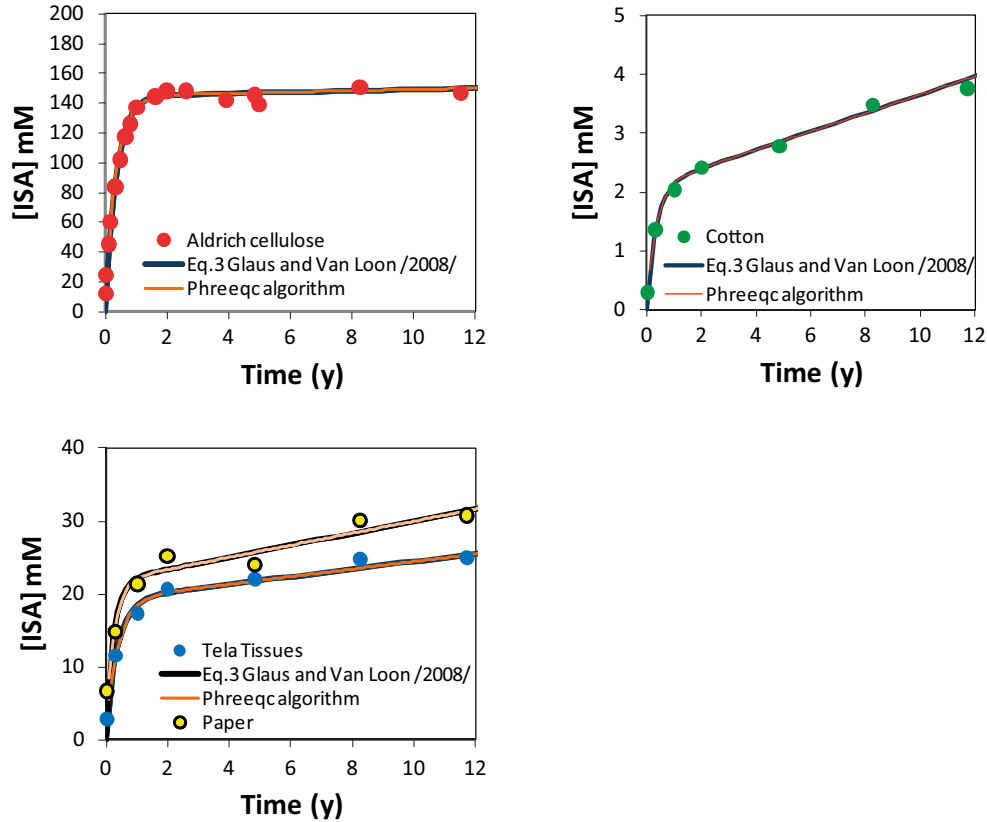 200
180
160
140
120
100
80
60
40
20
0
[ISA] mM
Aldrich cellulose
Eq.3 Glaus and Van Loon /2008/
Phreeqc algorithm
0 2 4 6 8 10 12
Time (y)
5
4
3
2
1
0
[ISA] mM
Cotton
Eq.3 Glaus and Van Loon /2008/
Phreeqc algorithm
0 2 4 6 8 10 12
Time (y)
40
30
20
10
0
[ISA] mM
Tela Tissues
Eq.3 Glaus and Van Loon /2008/
Phreeqc algorithm
Paper
0 2 4 6 8 10 12
Time (y)